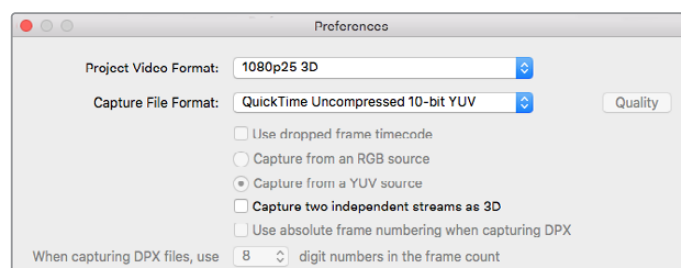 Preferences
Project Video Format: 1080p25 3D
Capture File Format: QuickTime Uncompressed 10-bit YUV Quality
Use dropped frame timecode
Capture from an RGB source
Capture from a YUV source
Capture two independent streams as 3D
Use absolute frame numbering when capturing DPX
When capturing DPX files, use 8 digit numbers in the frame count